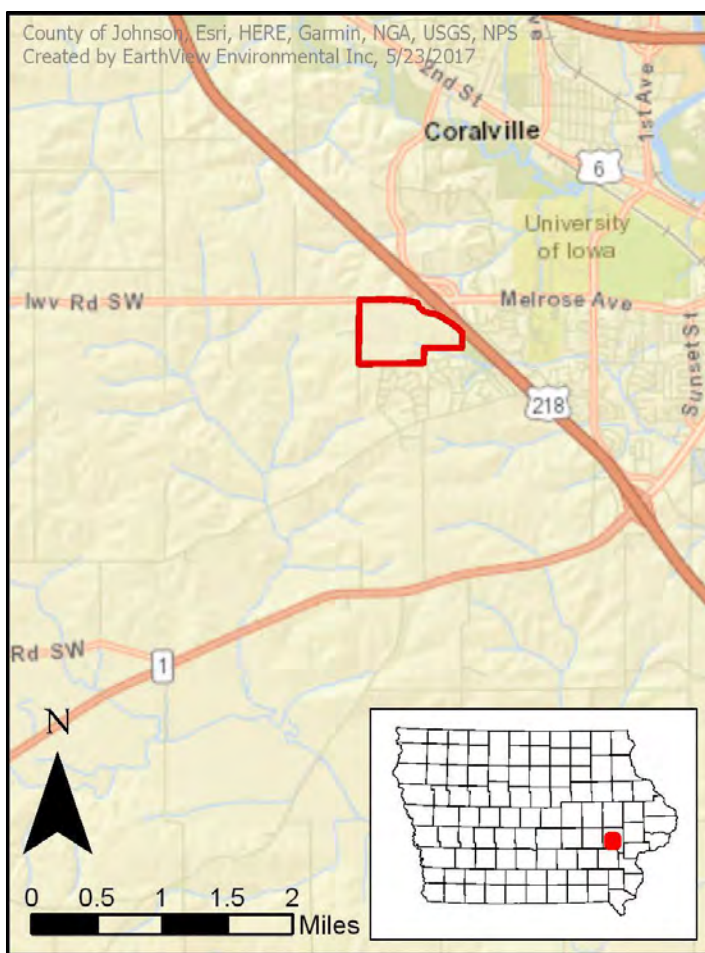 County of Johnson, Esri, HERE, Garmin, NGA, USGS, NPS
Created by EarthView Environmental Inc, 5/23/2017
2nd St
1st Ave
Coralville
6
University
of Iowa
Iwv Rd SW
Melrose Ave
Sunset St
218
Rd SW
1
N
0 0.5 1 1.5 2
Miles